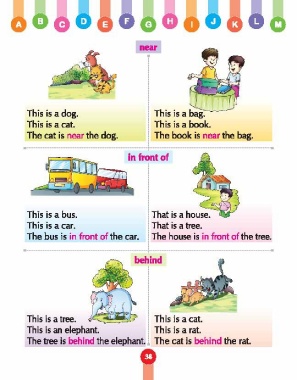 A B C D E F G H I J K L M
near
This is a dog.
This is a cat.
The cat is near the dog.
This is a bag.
This is a book.
The book is near the bag.
in front of
This is a bus.
This is a car.
The bus is in front of the car.
That is a house.
That is a tree.
The house is in front of the tree.
behind
This is a tree.
This is an elephant.
The tree is behind the elephant.
This is a cat.
This is a rat.
The cat is behind the rat.
36